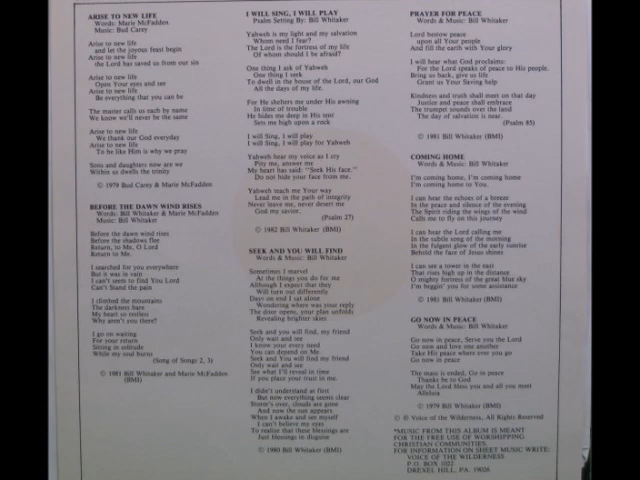 ARISE TO NEW LIFE
Words: Marie McFadden
Music: Bud Carey
Arise to new life
and let the joyous feast begin
Arise to new life
the Lord has saved us from our sin
Arise to new life
Open Your eyes and see
Arise to new life
Be everything that you can be
The master calls us each by name
We know we'll never be the same
Arise to new life
We thank our God everyday
Arise to new life
To be like Him is why we pray
Sons and daughters now are we
Within us dwells the trinity
© 1979 Bud Carey & Marie McFadden
BEFORE THE DAWN WIND RISES
Words: Bill Whitaker & Marie McFadden
Music: Bill Whitaker
Before the dawn wind rises
Before the shadows flee
Return, to Me, O Lord
Return to Me.
I searched for you everywhere
But it was in vain
I can't seem to find You Lord
Can't Stand the pain
I climbed the mountains
The darkness bare
My heart so restless
Why aren't you there?
I go on waiting
For your return
Sitting in solitude
While my soul burns
(Song of Songs 2, 3)
© 1981 Bill Whitaker and Marie McFadden
(BMI)
I WILL SING, I WILL PLAY
Psalm Setting By: Bill Whitaker
Yahweh is my light and my salvation
Whom need I fear?
The Lord is the fortress of my life
Of whom should I be afraid?
One thing I ask of Yahweh
One thing I seek
To dwell in the house of the Lord, our God
All the days of my life.
For He shelters me under His awning
In time of trouble
He hides me deep in His tent
Sets me high upon a rock
I will Sing, I will play
I will Sing, I will play for Yahweh
Yahweh hear my voice as I cry
Pity me, answer me
My heart has said: "Seek His Face."
Do not hide your face from me.
Yahweh teach me Your way
Lead me in the path of integrity
Never leave me, never desert me
God my savior.
(Psalm 27)
© 1982 Bill Whitaker (BMI)
SEEK AND YOU WILL FIND
Words & Music: Bill Whitaker
Sometimes I marvel
At the things you do for me
Although I expect that they
Will turn out differently
Days on end I sat alone
Wondering where was your reply
The door opens, your plan unfolds
Revealing brighter skies
Seek and you will find, my friend
Only wait and see
I know your every need
You can depend on Me.
Seek and You will find my friend
Only wait and see
See what I'll reveal in time
If you place your trust in me.
I didn't understand at first
But now everything seems clear
Storm's over, clouds are gone
And now the sun appears
When I awake and see myself
I can't believe my eyes
To realise that these blessings are
Just blessings in disguise
© 1980 Bill Whitaker (BMI)
PRAYER FOR PEACE
Words & Music: Bill Whitaker
Lord bestow peace
upon all Your people
And fill the earth with Your glory
I will hear what God proclaims:
For the Lord speaks of peace to His people.
Bring us back, give us life
Grant us Your Saving help
Kindness and truth shall meet on that day
Justice and peace shall embrace
The trumpet sounds over the land
The day of salvation is near.
(Psalm 85)
© 1981 Bill Whitaker (BMI)
COMING HOME
Words & Music: Bill Whitaker
I'm coming home, I'm coming home
I'm coming home to You.
I can hear the echoes of a breeze
In the peace and silence of the evening
The Spirit riding the wings of the wind
Calls me to fly on this journey
I can hear the Lord calling me
In the subtle song of the morning
In the fulgent glow of the early sunrise
Behold the face of Jesus shines
I can see a tower in the east
That rises high up in the distance
O mighty fortress of the great blue sky
I'm begging you for some assistance
© 1981 Bill Whitaker (BMI)
GO NOW IN PEACE
Words & Music: Bill Whitaker
Go now in peace, Serve you the Lord
Go now and love one another
Take His peace where ever you go
Go now in peace
The mass is ended, Go in peace
Thanks be to God
May the Lord bless you and all you meet
Alleluia
© 1979 Bill Whitaker (BMI)
© ℗ Voice of the Wilderness, All Rights Reserved
*MUSIC FROM THIS ALBUM IS MEANT
FOR THE FREE USE OF WORSHIPPING
CHRISTIAN COMMUNITIES.
FOR INFORMATION ON SHEET MUSIC WRITE:
VOICE OF THE WILDERNESS
P.O. BOX 1022
DREXEL HILL, PA. 19026